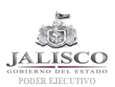 JALISCO
GOBIERNO DEL ESTADO
PODER EJECUTIVO